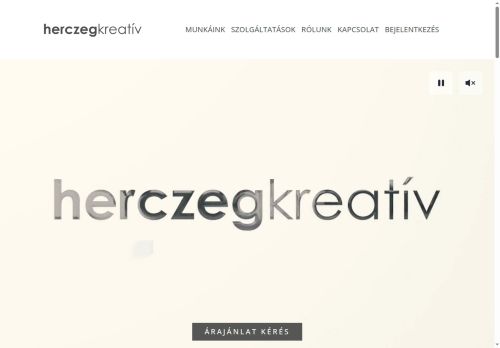 herczegkreatív
MUNKÁINK SZOLGÁLTATÁSOK RÓLUNK KAPCSOLAT BEJELENTKEZÉS
herczegkreatív
ÁRAJÁNLAT KÉRÉS